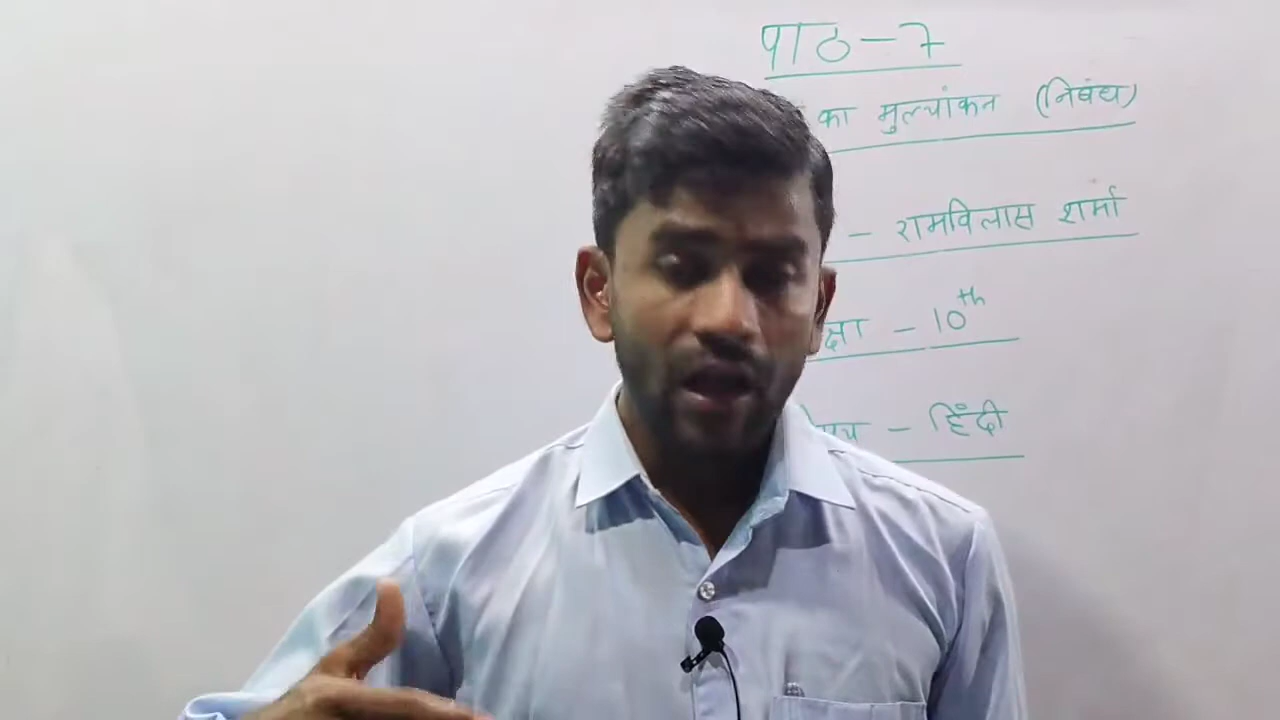 पाठ-7
का मुल्यांकन (निबंध)
- रामविलास शर्मा
क्षा - 10th
- हिंदी